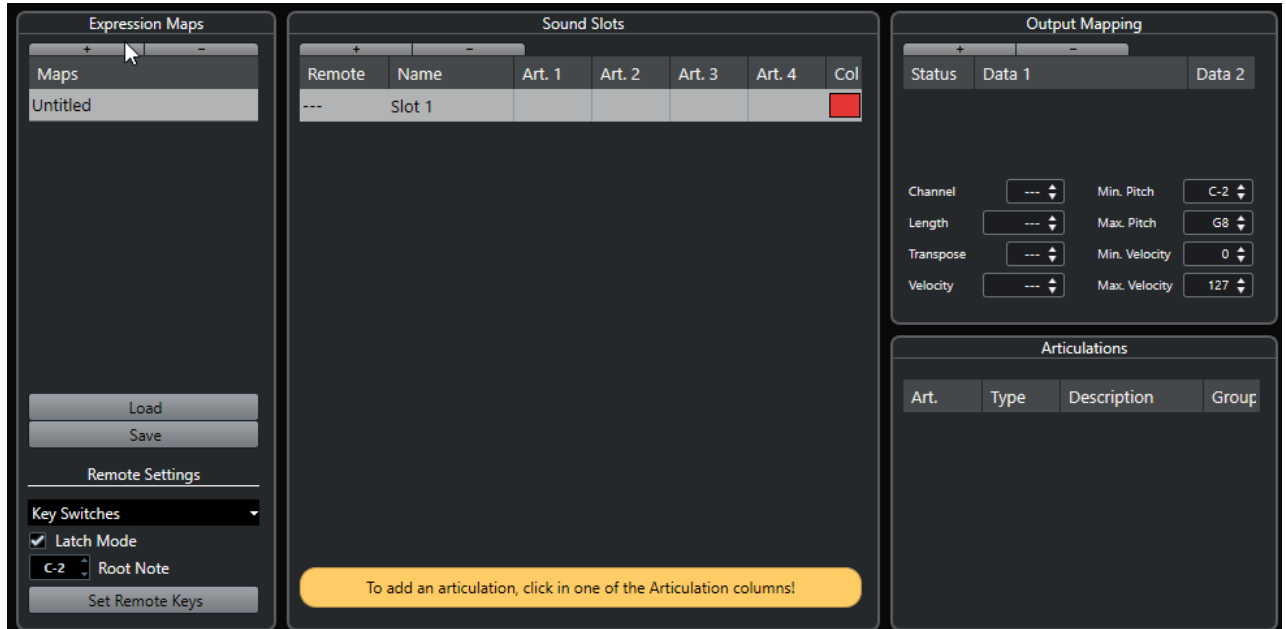 Expression Maps
+ -
Maps
Untitled
Load
Save
Remote Settings
Key Switches
Latch Mode
C-2 Root Note
Set Remote Keys
Sound Slots
+ -
Remote Name Art. 1 Art. 2 Art. 3 Art. 4 Col
--- Slot 1
To add an articulation, click in one of the Articulation columns!
Output Mapping
+ -
Status Data 1 Data 2
Channel --- Min. Pitch C-2
Length --- Max. Pitch G8
Transpose --- Min. Velocity 0
Velocity --- Max. Velocity 127
Articulations
Art. Type Description Group